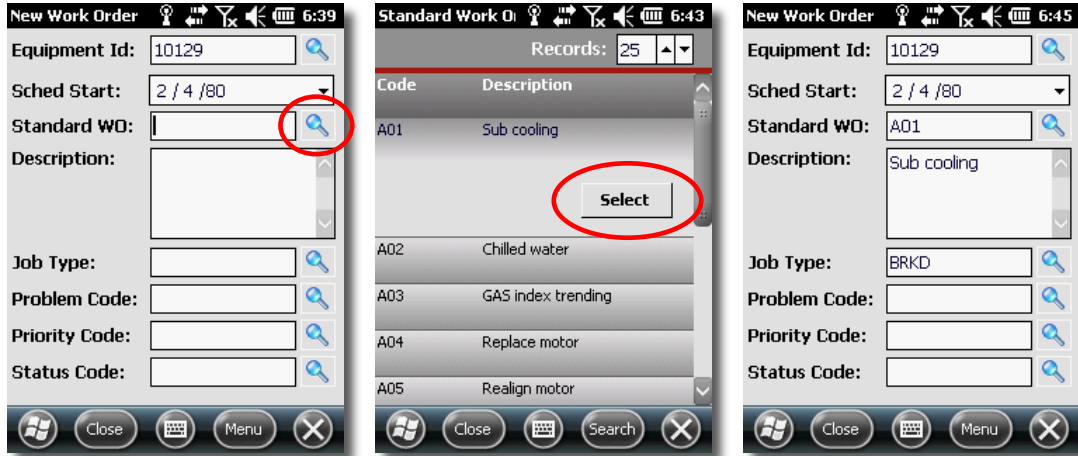 New Work Order 6:39
Equipment Id: 10129
Sched Start: 2 / 4 /80
Standard WO:
Description:
Job Type:
Problem Code:
Priority Code:
Status Code:
Close Menu
Standard Work O 6:43
Records: 25
Code Description
A01 Sub cooling
Select
A02 Chilled water
A03 GAS index trending
A04 Replace motor
A05 Realign motor
Close Search
New Work Order 6:45
Equipment Id: 10129
Sched Start: 2 / 4 /80
Standard WO: A01
Description: Sub cooling
Job Type: BRKD
Problem Code:
Priority Code:
Status Code:
Close Menu